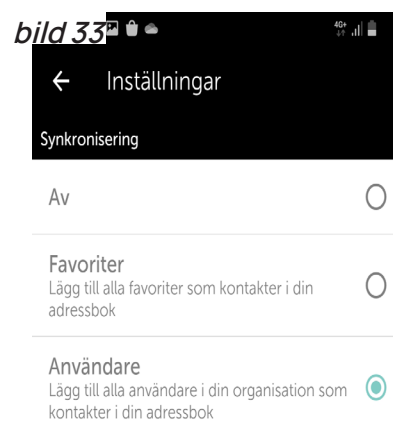 bild 33
4G+
Inställningar
Synkronisering
Av
Favoriter
Lägg till alla favoriter som kontakter i din
adressbok
Användare
Lägg till alla användare i din organisation som
kontakter i din adressbok